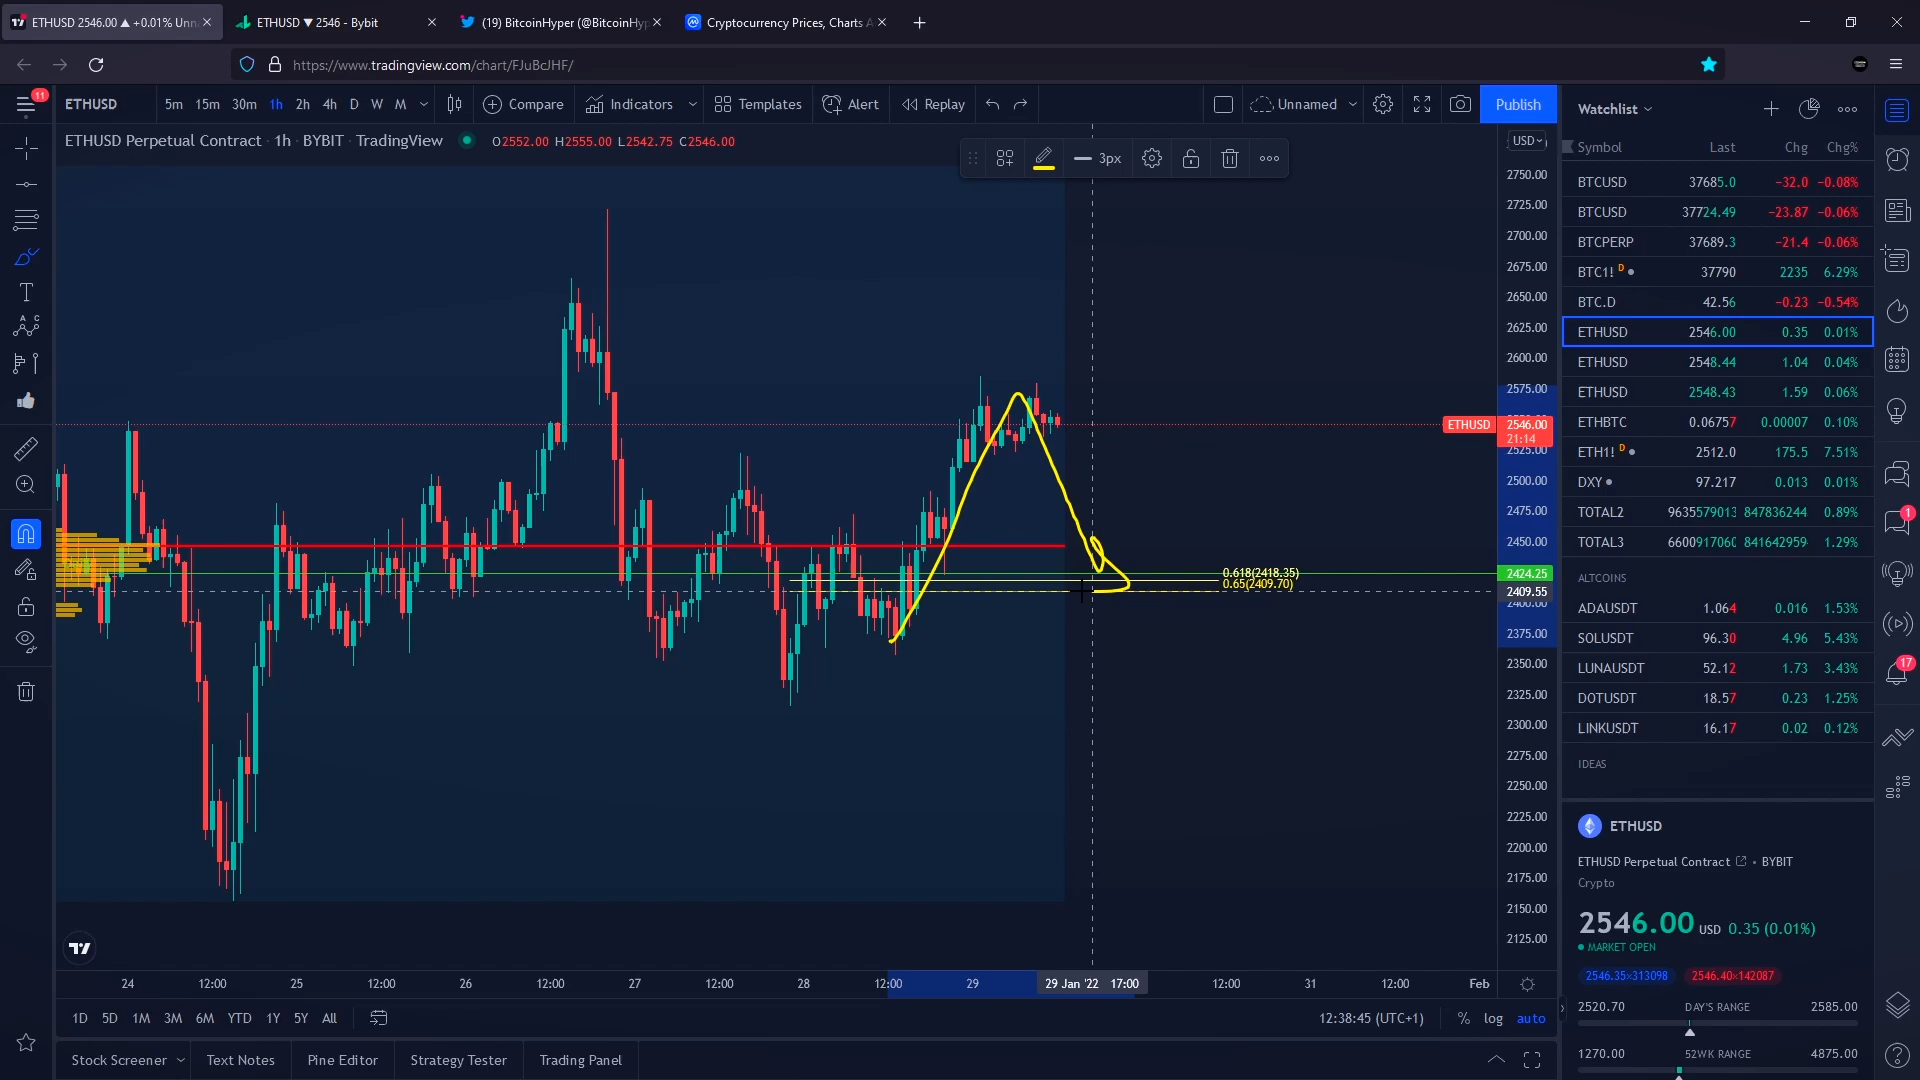 ETHUSD 2546.00 ▲ +0.01% Unn
ETHUSD ▼ 2546 - Bybit
(19) BitcoinHyper (@BitcoinHyp
Cryptocurrency Prices, Charts A
https://www.tradingview.com/chart/FJuBcJHF/
11
ETHUSD 5m 15m 30m 1h 2h 4h D W M Compare Indicators Templates Alert Replay Unnamed Publish
ETHUSD Perpetual Contract · 1h · BYBIT · TradingView O2552.00 H2555.00 L2542.75 C2546.00
3px
USD
2750.00
2725.00
2700.00
2675.00
2650.00
2625.00
2600.00
2575.00
ETHUSD 2546.00
21:14
2525.00
2500.00
2475.00
2450.00
0.618(2418.35) 2424.25
0.65(2409.70) 2409.55
2400.00
2375.00
2350.00
2325.00
2300.00
2275.00
2250.00
2225.00
2200.00
2175.00
2150.00
2125.00
24 12:00 25 12:00 26 12:00 27 12:00 28 12:00 29 29 Jan '22 17:00 12:00 31 12:00 Feb
1D 5D 1M 3M 6M YTD 1Y 5Y All 12:38:45 (UTC+1) % log auto
Stock Screener Text Notes Pine Editor Strategy Tester Trading Panel
Watchlist
Symbol Last Chg Chg%
BTCUSD 37685.0 −32.0 −0.08%
BTCUSD 37724.49 −23.87 −0.06%
BTCPERP 37689.3 −21.4 −0.06%
BTC1! D 37790 2235 6.29%
BTC.D 42.56 −0.23 −0.54%
ETHUSD 2546.00 0.35 0.01%
ETHUSD 2548.44 1.04 0.04%
ETHUSD 2548.43 1.59 0.06%
ETHBTC 0.06757 0.00007 0.10%
ETH1! D 2512.0 175.5 7.51%
DXY 97.217 0.013 0.01%
TOTAL2 9635579013 847836244 0.89%
TOTAL3 660091706 841642959 1.29%
ALTCOINS
ADAUSDT 1.064 0.016 1.53%
SOLUSDT 96.30 4.96 5.43%
LUNAUSDT 52.12 1.73 3.43%
DOTUSDT 18.57 0.23 1.25%
LINKUSDT 16.17 0.02 0.12%
IDEAS
ETHUSD
ETHUSD Perpetual Contract • BYBIT
Crypto
2546.00 USD 0.35 (0.01%)
MARKET OPEN
2546.35×313098 2546.40×142087
2520.70 DAY'S RANGE 2585.00
1270.00 52WK RANGE 4875.00
1
17